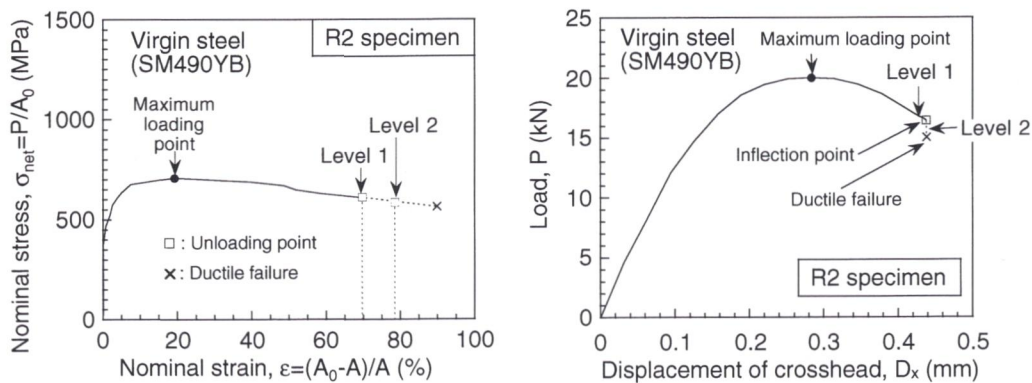 1500
1000
500
0
Nominal stress, σnet=P/A0 (MPa)
Virgin steel
(SM490YB)
R2 specimen
Maximum
loading
point
Level 1
Level 2
□ : Unloading point
×: Ductile failure
0 20 40 60 80 100
Nominal strain, ε=(A0-A)/A (%)
25
20
15
10
5
0
Load, P (kN)
Virgin steel
(SM490YB)
Maximum loading point
Level 1
Level 2
Inflection point
Ductile failure
R2 specimen
0 0.1 0.2 0.3 0.4 0.5
Displacement of crosshead, Dx (mm)